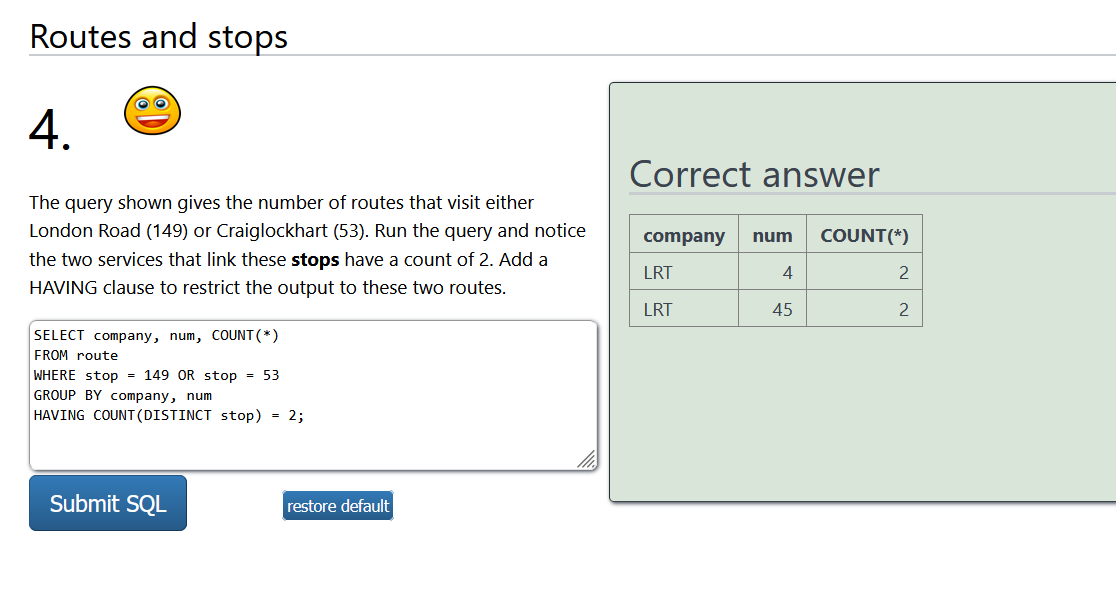 Routes and stops
4.
The query shown gives the number of routes that visit either
London Road (149) or Craiglockhart (53). Run the query and notice
the two services that link these stops have a count of 2. Add a
HAVING clause to restrict the output to these two routes.
SELECT company, num, COUNT(*)
FROM route
WHERE stop = 149 OR stop = 53
GROUP BY company, num
HAVING COUNT(DISTINCT stop) = 2;
Submit SQL
restore default
Correct answer
company num COUNT(*)
LRT 4 2
LRT 45 2